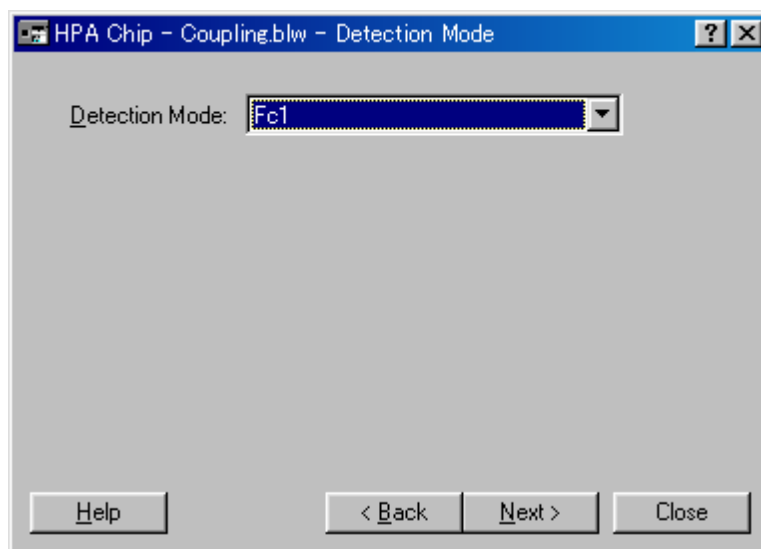 HPA Chip - Coupling.blw - Detection Mode
Detection Mode: Fc1
Help < Back Next > Close